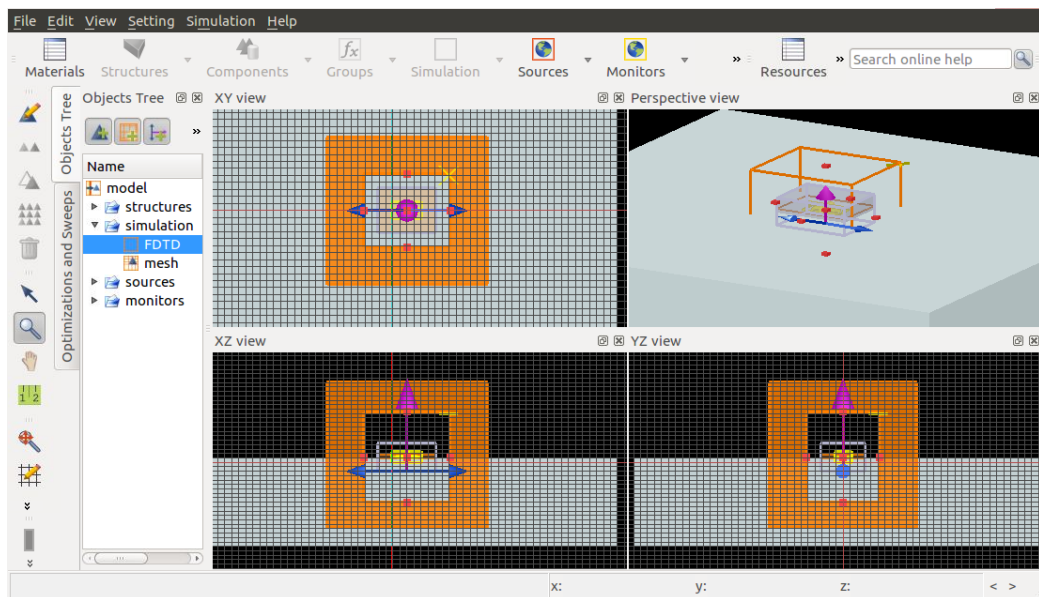 File Edit View Setting Simulation Help
Materials Structures Components Groups Simulation Sources Monitors » Resources » Search online help
Objects Tree
Optimizations and Sweeps
Objects Tree
Name
model
structures
simulation
FDTD
mesh
sources
monitors
XY view
Perspective view
XZ view
YZ view
x: y: z: < >